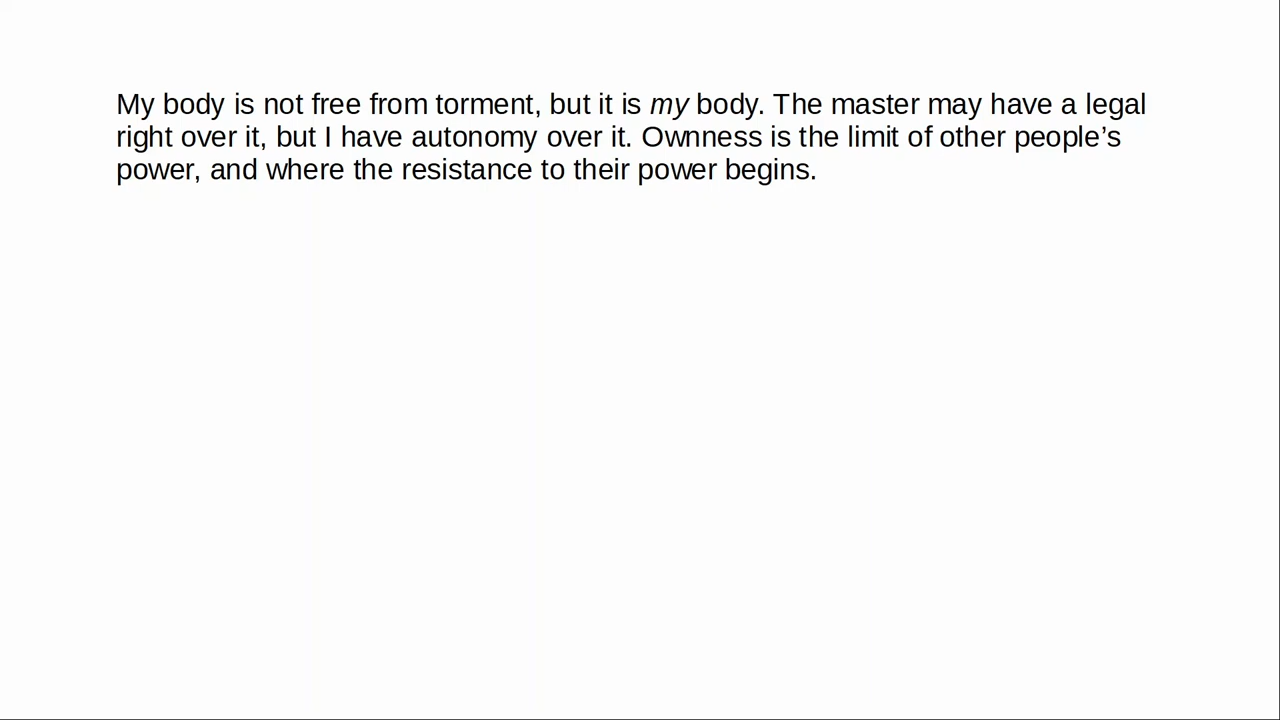 My body is not free from torment, but it is my body. The master may have a legal
right over it, but I have autonomy over it. Ownness is the limit of other people’s
power, and where the resistance to their power begins.